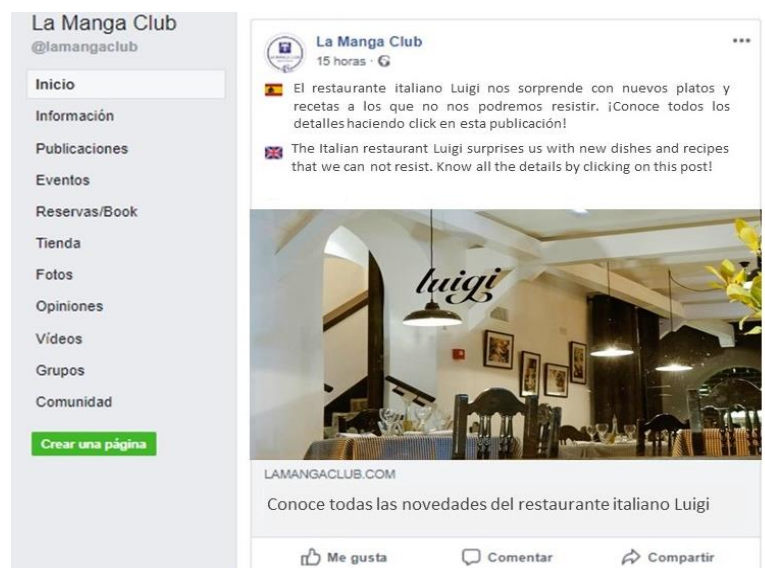 La Manga Club
@lamangaclub
Inicio
Información
Publicaciones
Eventos
Reservas/Book
Tienda
Fotos
Opiniones
Vídeos
Grupos
Comunidad
Crear una página
La Manga Club
15 horas ·
El restaurante italiano Luigi nos sorprende con nuevos platos y
recetas a los que no nos podremos resistir. ¡Conoce todos los
detalles haciendo click en esta publicación!
The Italian restaurant Luigi surprises us with new dishes and recipes
that we can not resist. Know all the details by clicking on this post!
luigi
LAMANGACLUB.COM
Conoce todas las novedades del restaurante italiano Luigi
Me gusta
Comentar
Compartir